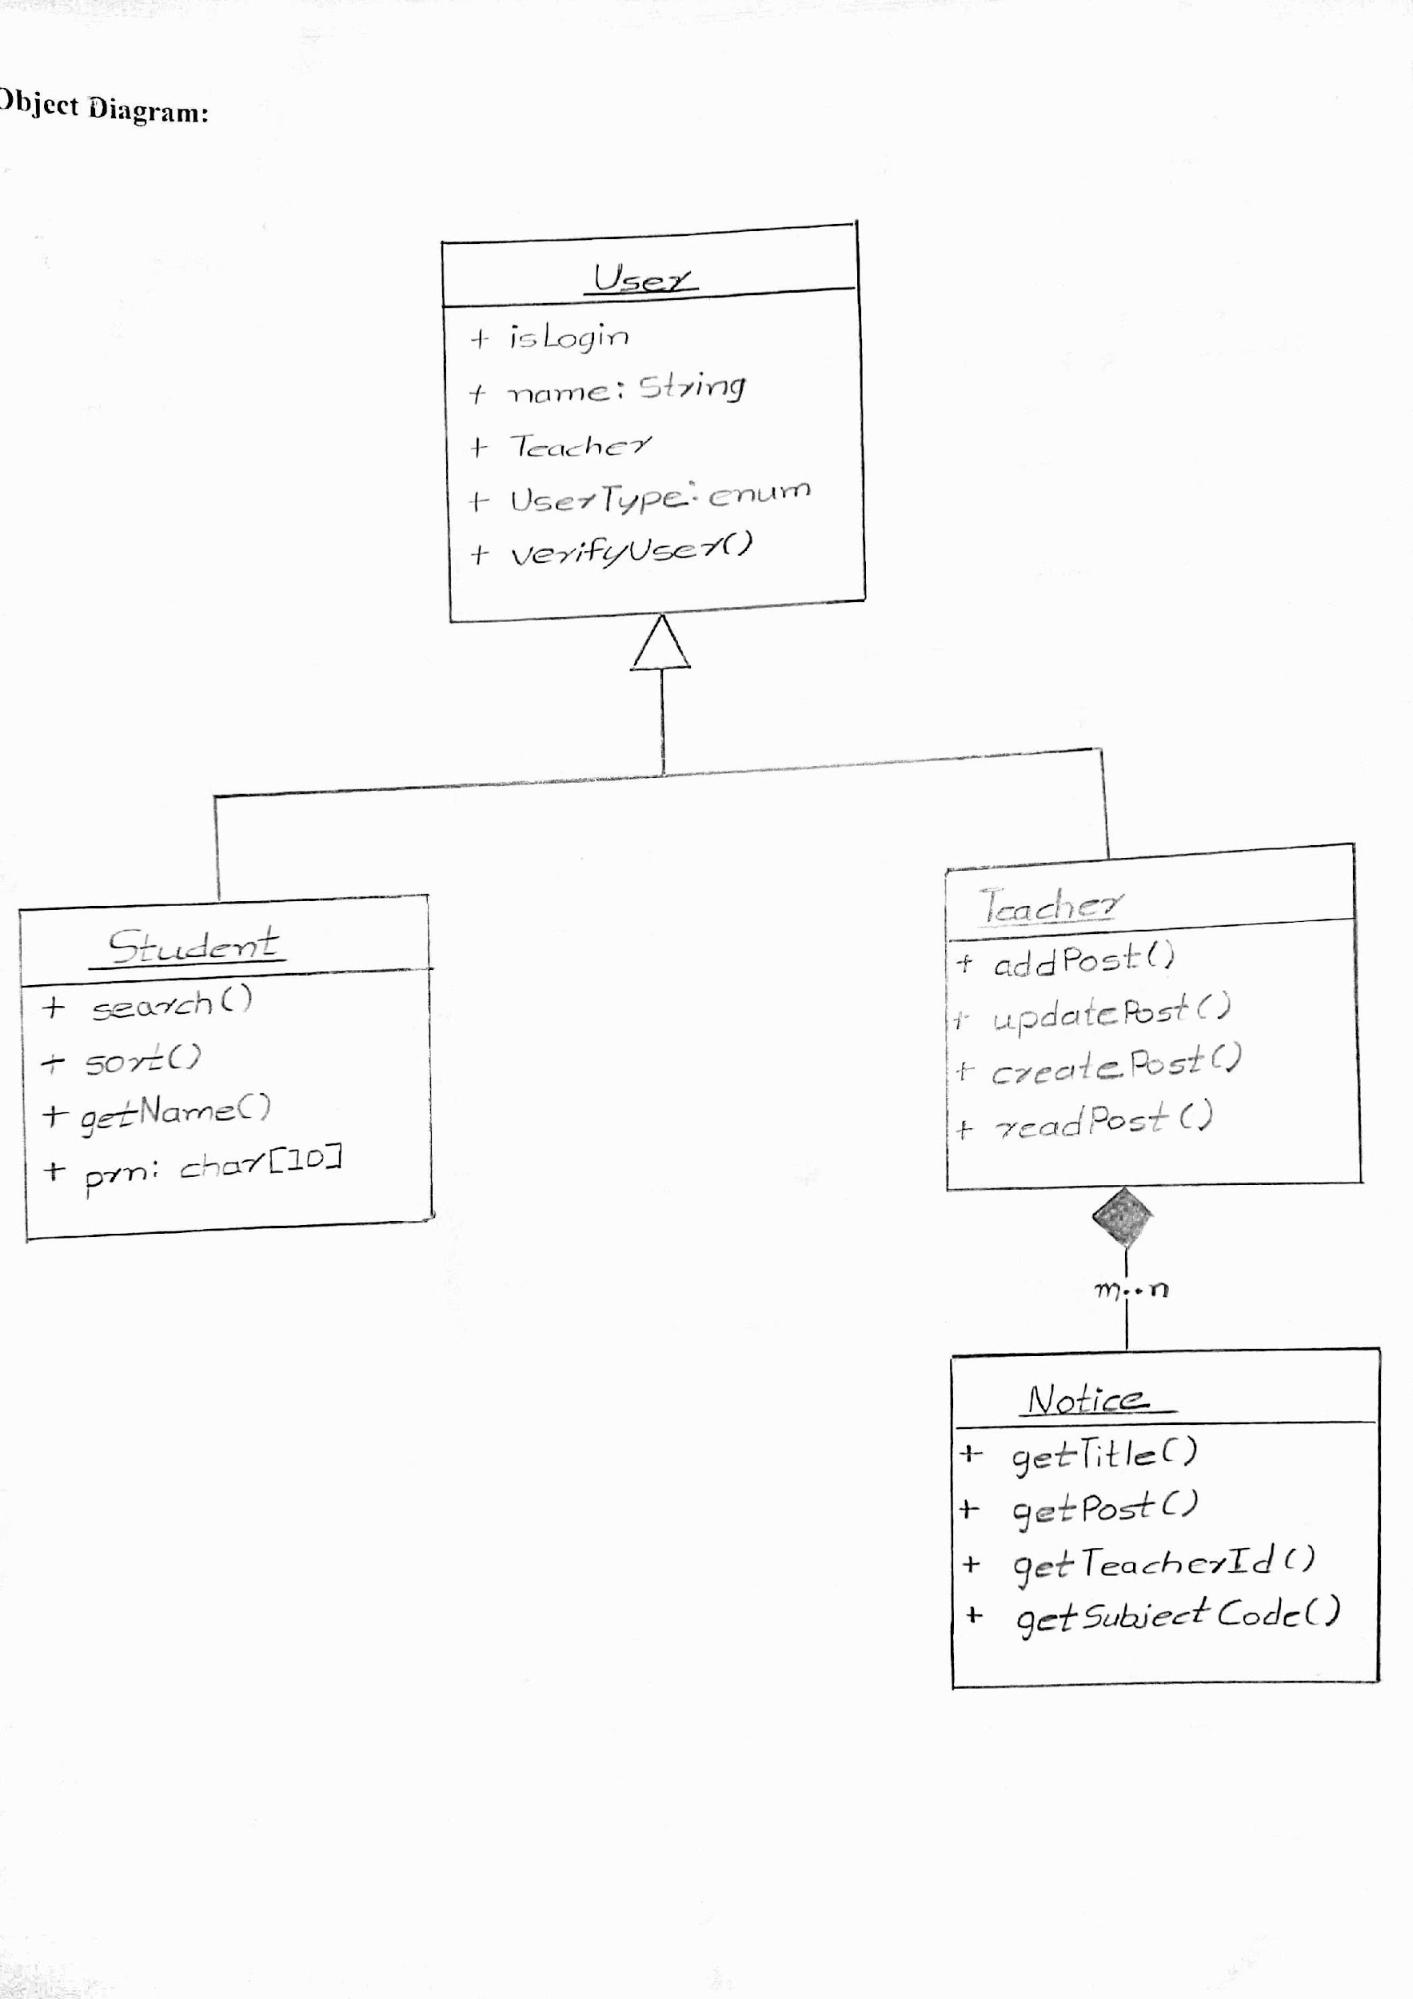 Object Diagram:
User
+ isLogin
+ name: String
+ Teacher
+ UserType: enum
+ verifyUser()
Student
+ search()
+ sort()
+ getName()
+ prn: char[10]
Teacher
+ addPost()
+ updatePost()
+ createPost()
+ readPost()
m..n
Notice
+ getTitle()
+ getPost()
+ getTeacherId()
+ getSubjectCode()